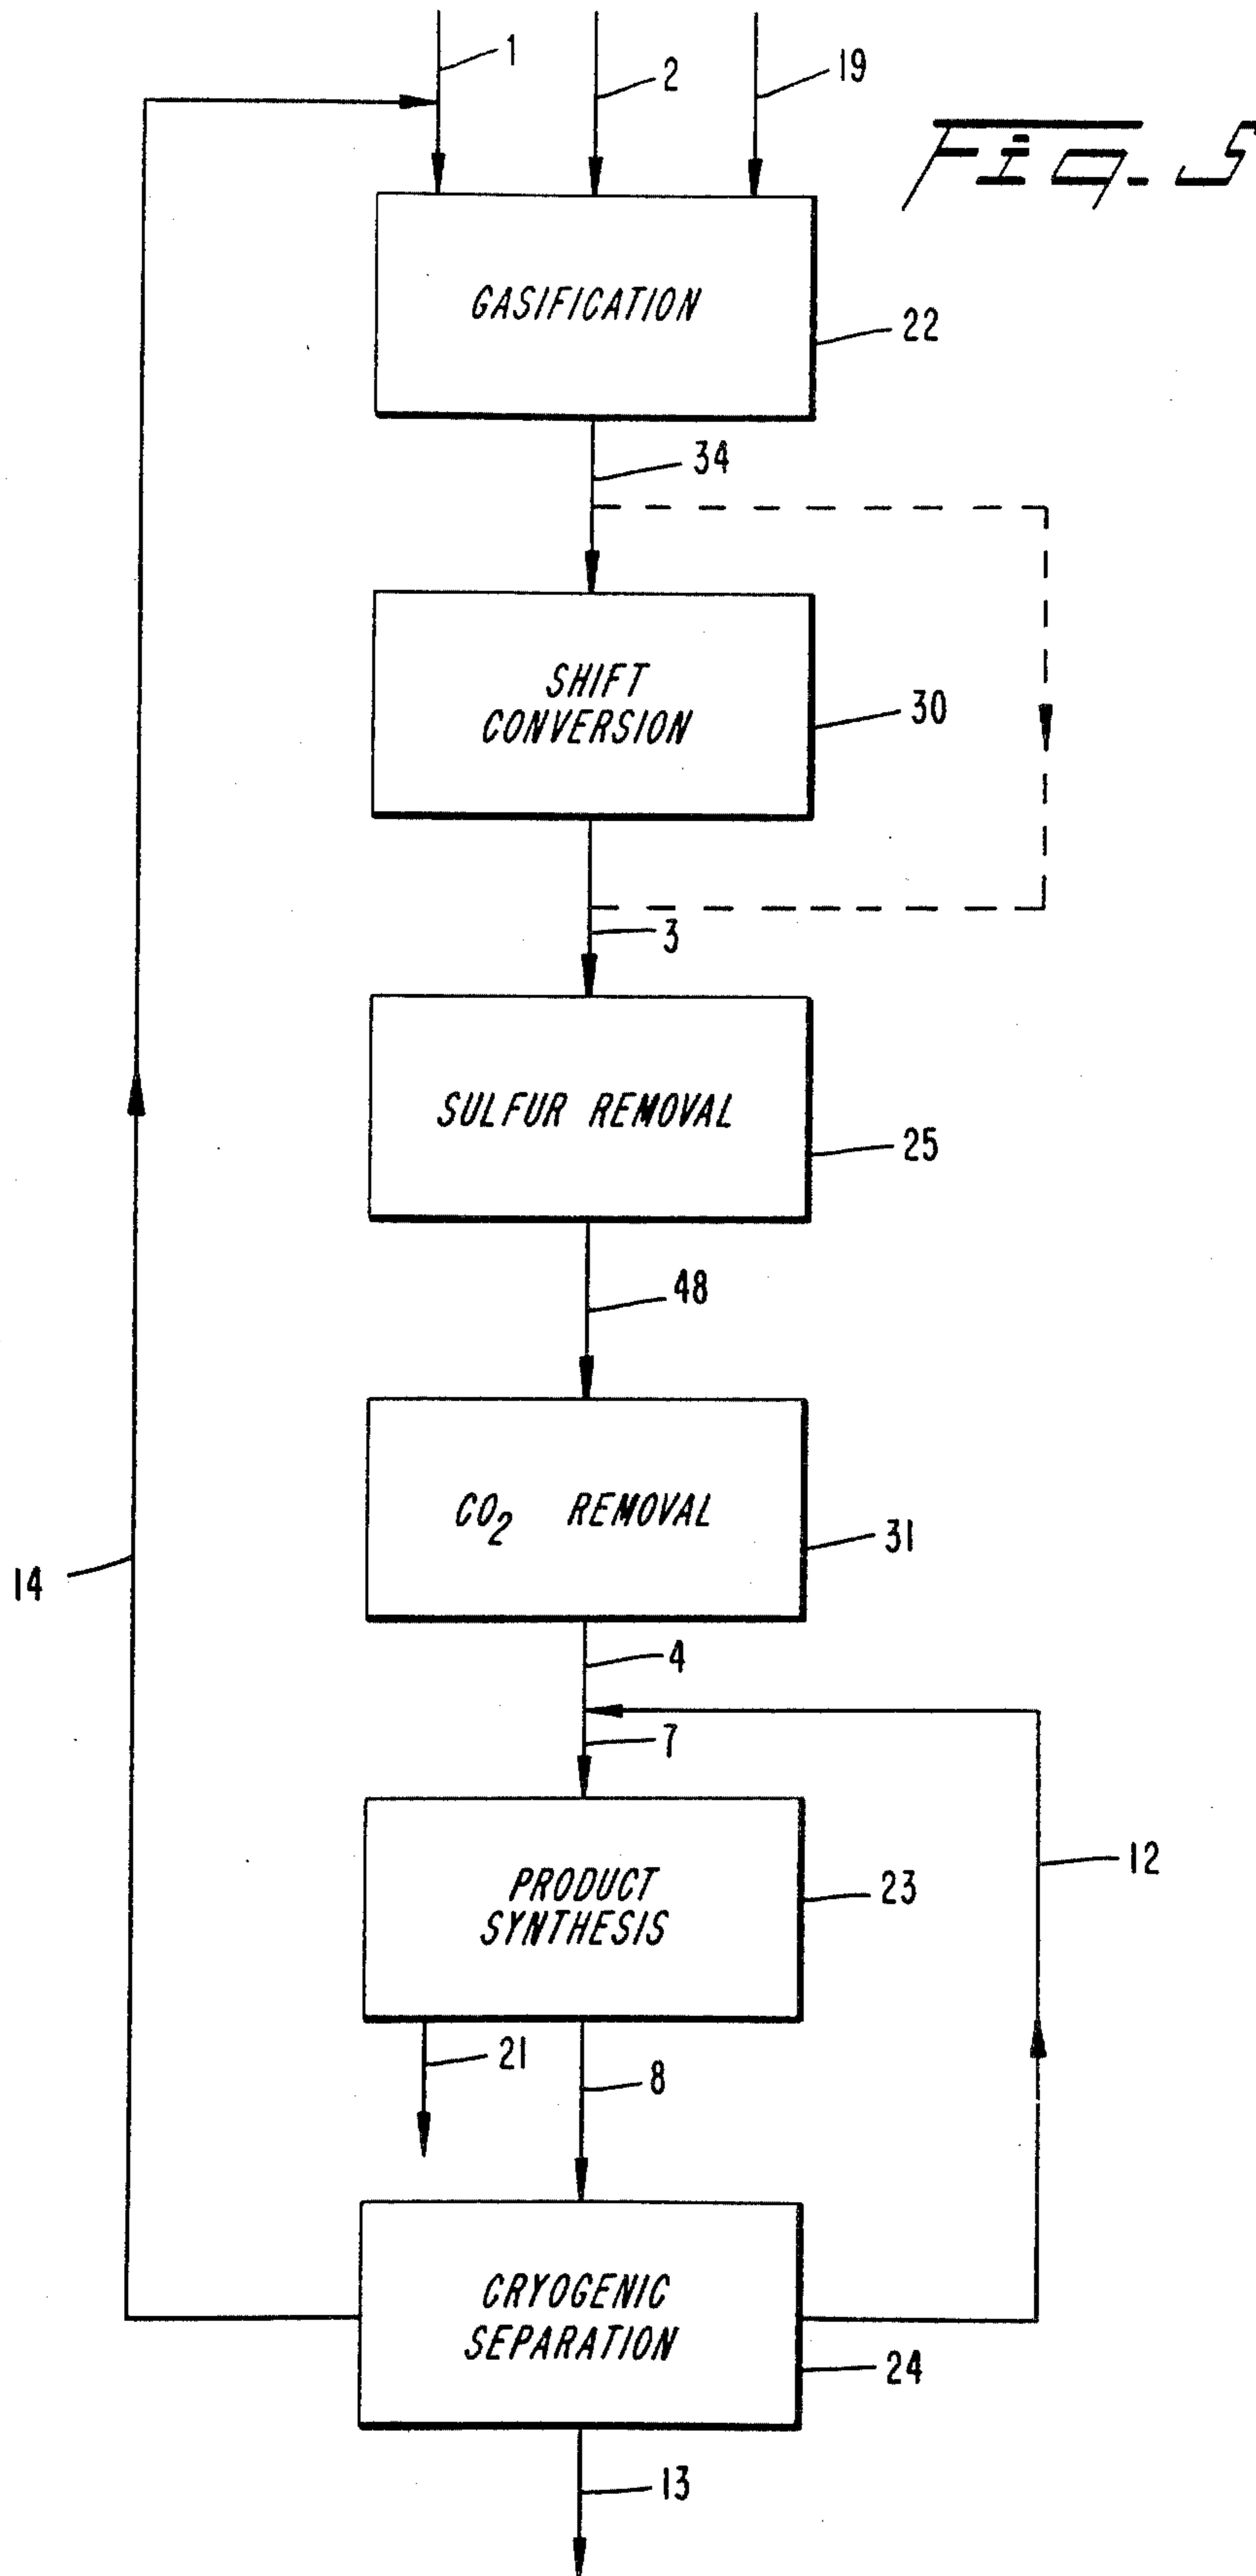 1
2
19
Fig. 5
GASIFICATION
22
34
SHIFT
CONVERSION
30
3
SULFUR REMOVAL
25
48
CO2 REMOVAL
31
14
4
7
PRODUCT
SYNTHESIS
23
12
21
8
CRYOGENIC
SEPARATION
24
13